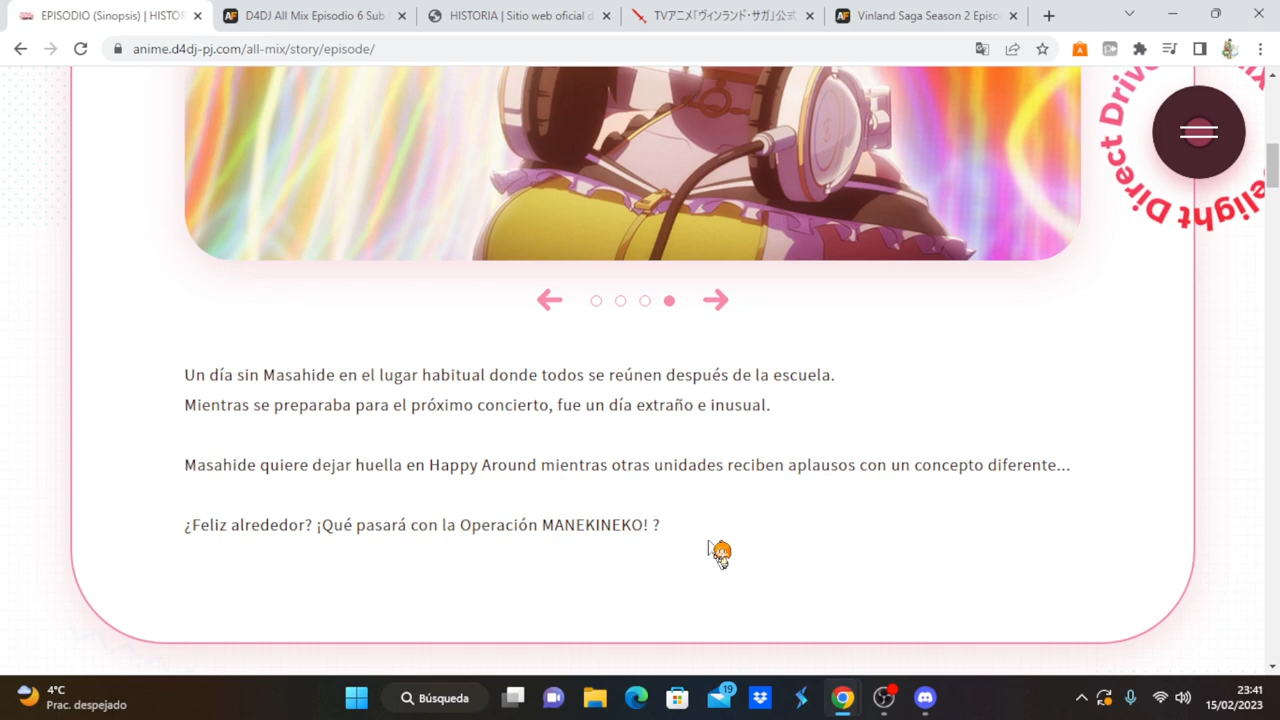 EPISODIO (Sinopsis) | HISTOR
D4DJ All Mix Episodio 6 Sub
HISTORIA | Sitio web oficial d
TVアニメ「ヴィンランド・サガ」公式
Vinland Saga Season 2 Episo
anime.d4dj-pj.com/all-mix/story/episode/
Direct Drive
elight
Un día sin Masahide en el lugar habitual donde todos se reúnen después de la escuela.
Mientras se preparaba para el próximo concierto, fue un día extraño e inusual.
Masahide quiere dejar huella en Happy Around mientras otras unidades reciben aplausos con un concepto diferente...
¿Feliz alrededor? ¡Qué pasará con la Operación MANEKINEKO! ?
4°C
Prac. despejado
Búsqueda
19
23:41
15/02/2023